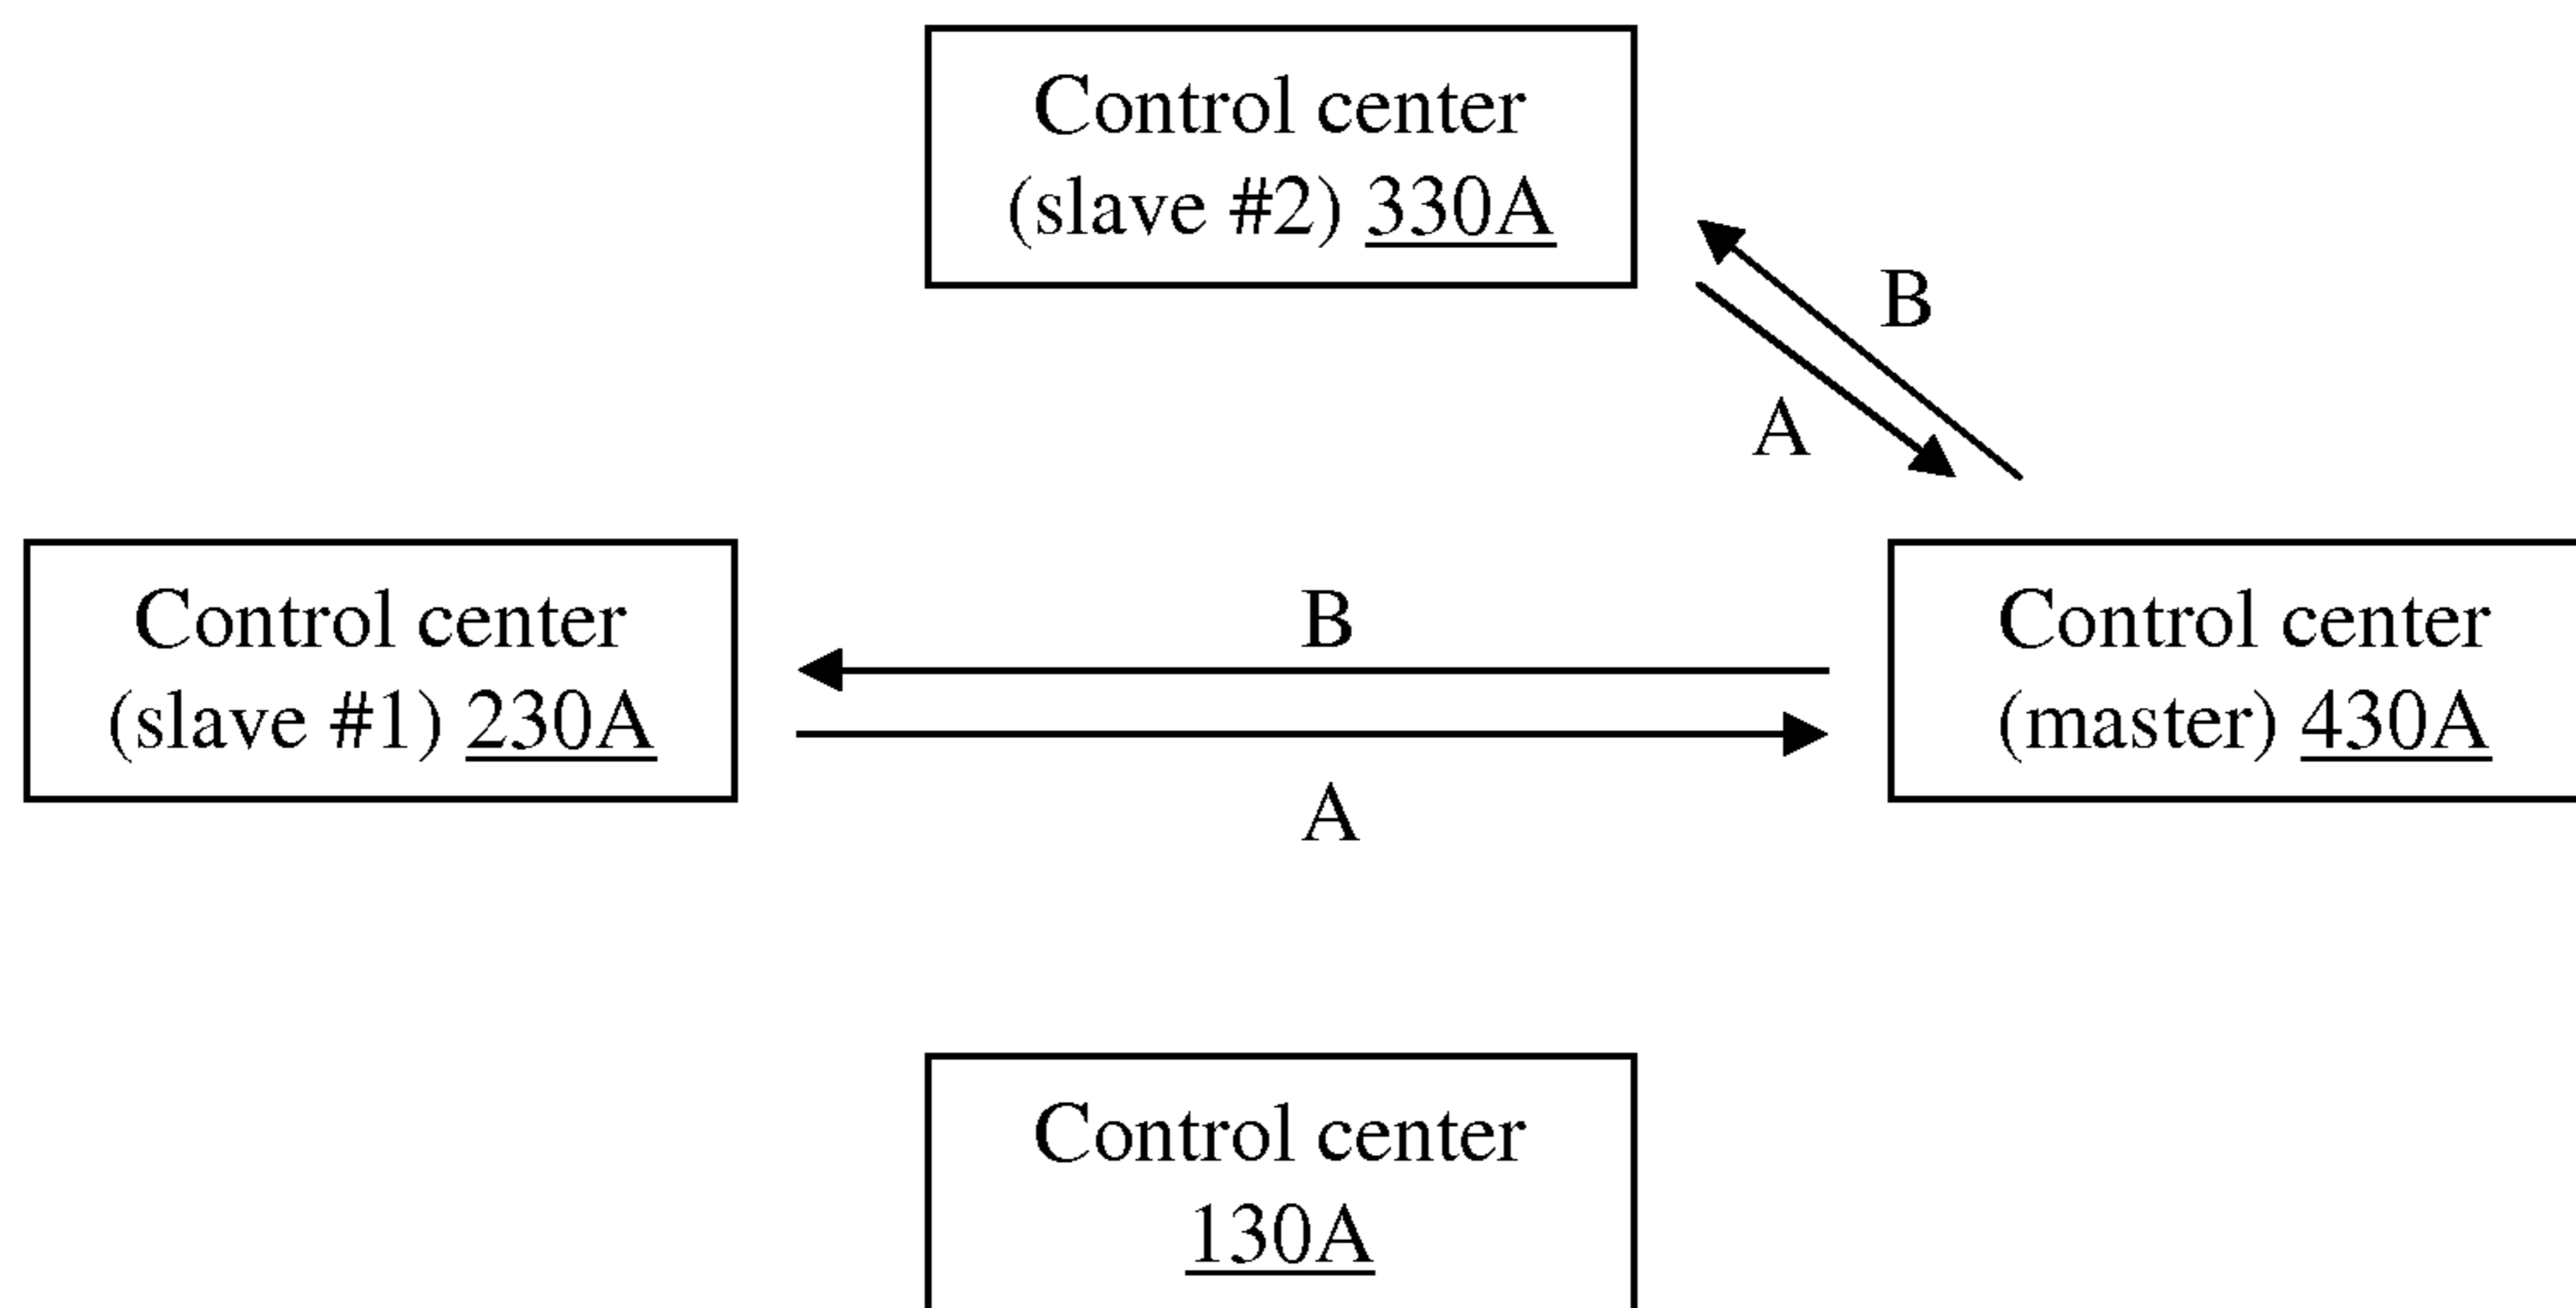 Control center
(slave #2) 330A
B
A
Control center
(slave #1) 230A
B
A
Control center
(master) 430A
Control center
130A